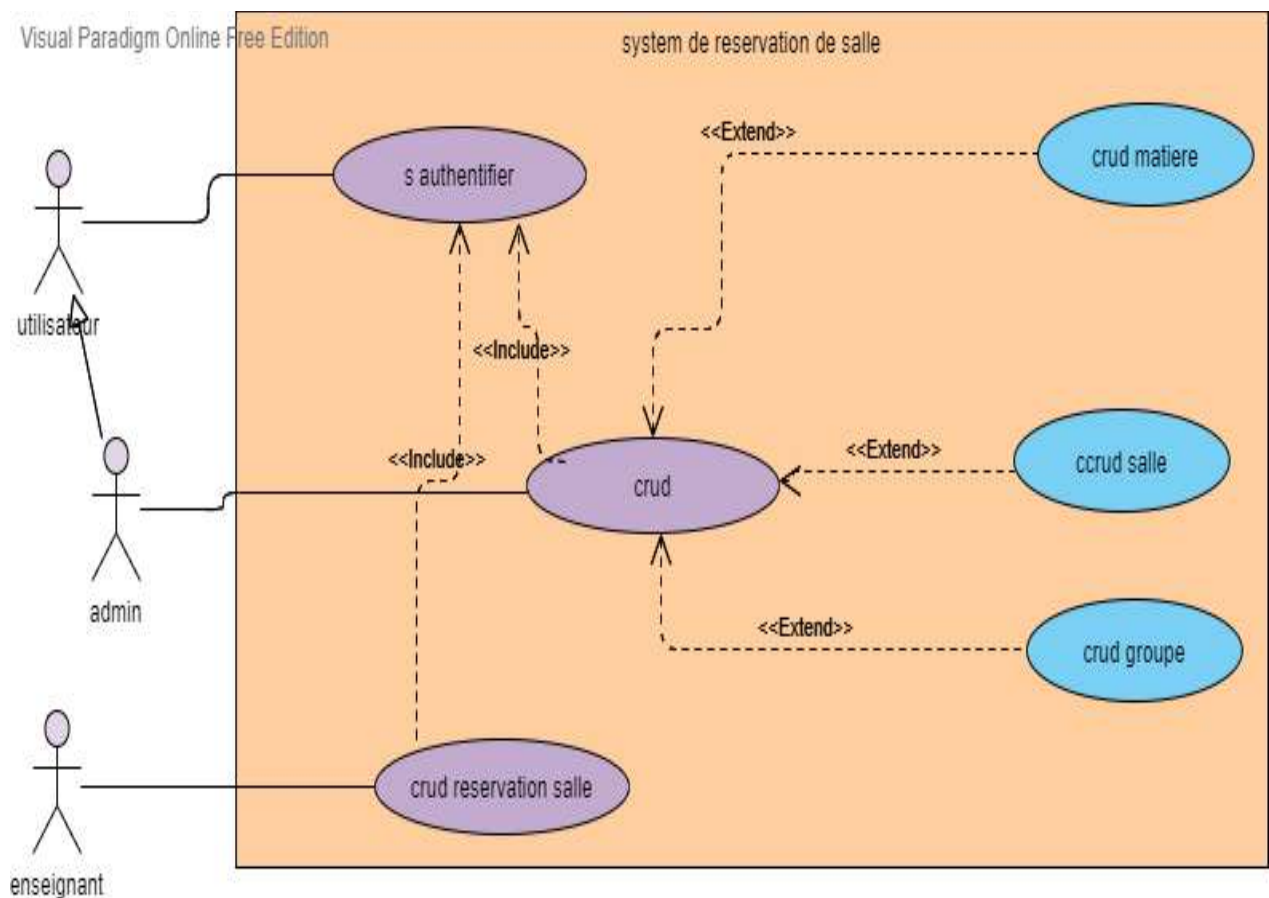 Visual Paradigm Online Free Edition
system de reservation de salle
<<Extend>>
crud matiere
s authentifier
utilisateur
<<Include>>
<<Include>>
crud
<<Extend>>
ccrud salle
admin
<<Extend>>
crud groupe
crud reservation salle
enseignant